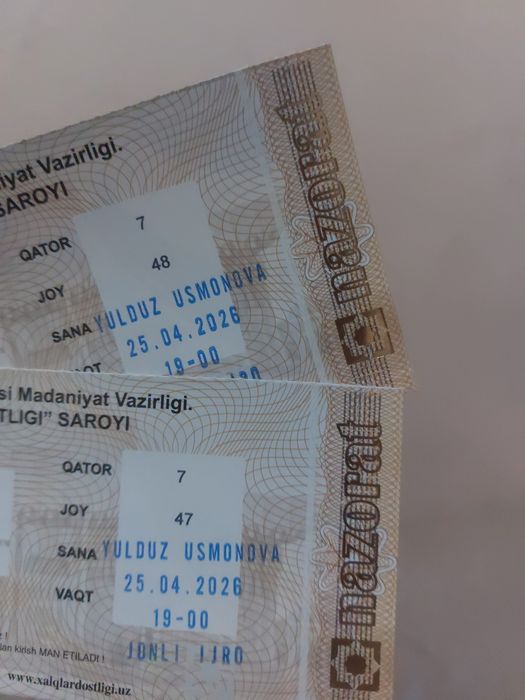 iyat Vazirligi.
SAROYI
QATOR 7
JOY 48
SANA YULDUZ USMONOVA
25.04.2026
19-00
nazorat
si Madaniyat Vazirligi.
TLIGI” SAROYI
QATOR 7
JOY 47
SANA YULDUZ USMONOVA
25.04.2026
VAQT 19-00
JONLI IJRO
kirish MAN ETILADI !
www.xalqlardostligi.uz
nazorat